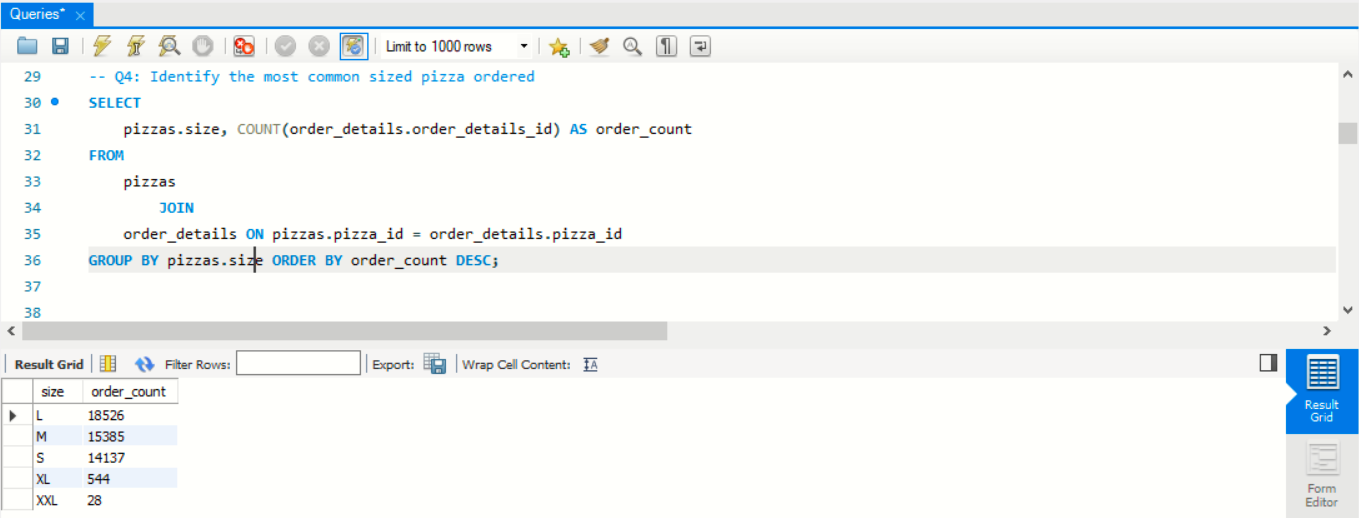 Queries*
Limit to 1000 rows
29 -- Q4: Identify the most common sized pizza ordered
30 SELECT
31 pizzas.size, COUNT(order_details.order_details_id) AS order_count
32 FROM
33 pizzas
34 JOIN
35 order_details ON pizzas.pizza_id = order_details.pizza_id
36 GROUP BY pizzas.size ORDER BY order_count DESC;
37
38
Result Grid Filter Rows: Export: Wrap Cell Content:
size order_count
L 18526
M 15385
S 14137
XL 544
XXL 28
Result
Grid
Form
Editor